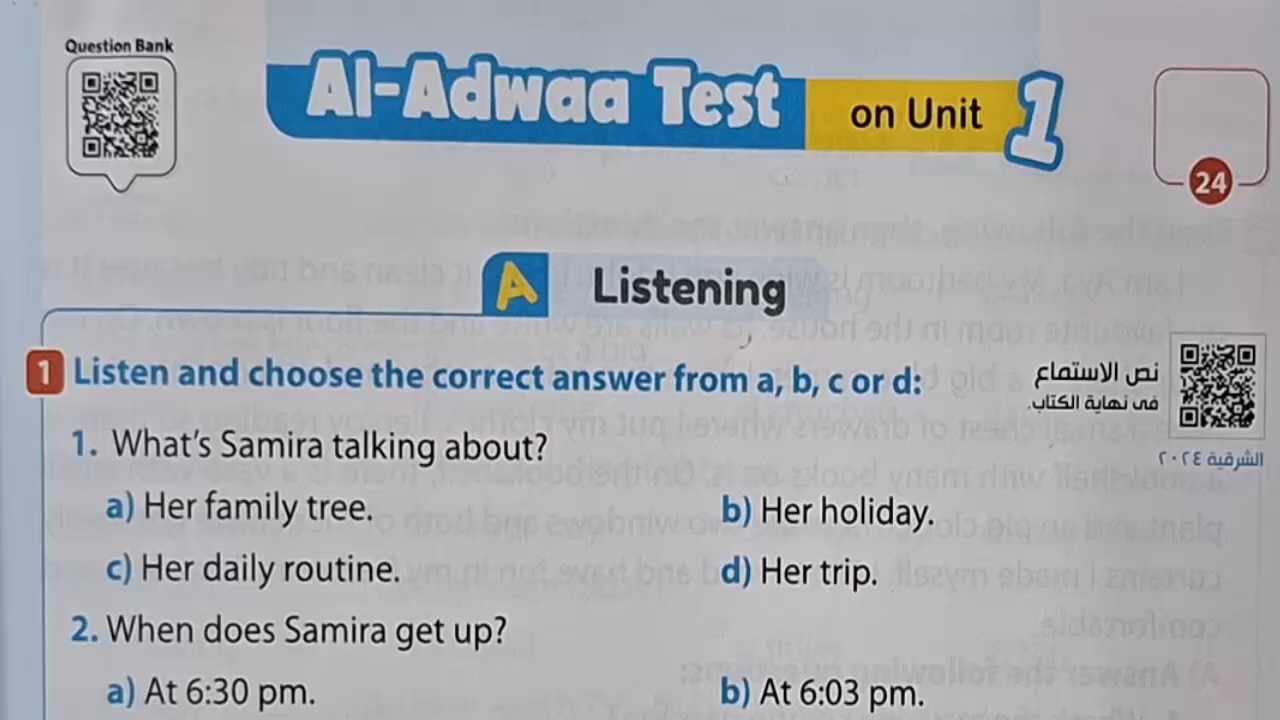 Question Bank
Al-Adwaa Test on Unit 1
24
A Listening
1 Listen and choose the correct answer from a, b, c or d:
نص الاستماع
فى نهاية الكتاب.
الشرقية ٢٠٢٤
1. What's Samira talking about?
a) Her family tree.
b) Her holiday.
c) Her daily routine.
d) Her trip.
2. When does Samira get up?
a) At 6:30 pm.
b) At 6:03 pm.